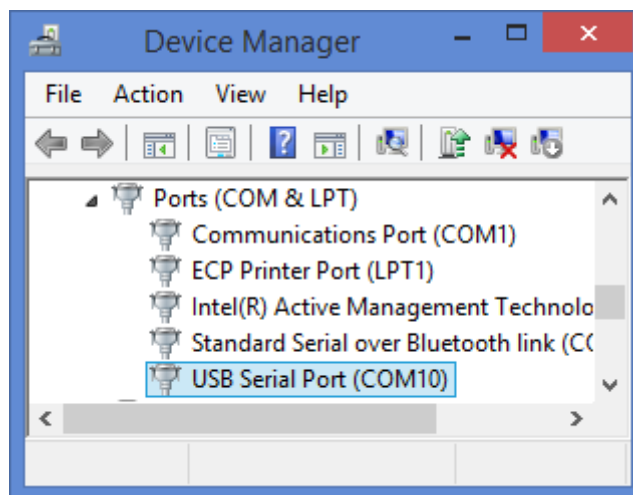 Device Manager
File Action View Help
Ports (COM & LPT)
Communications Port (COM1)
ECP Printer Port (LPT1)
Intel(R) Active Management Technolo
Standard Serial over Bluetooth link (CO
USB Serial Port (COM10)